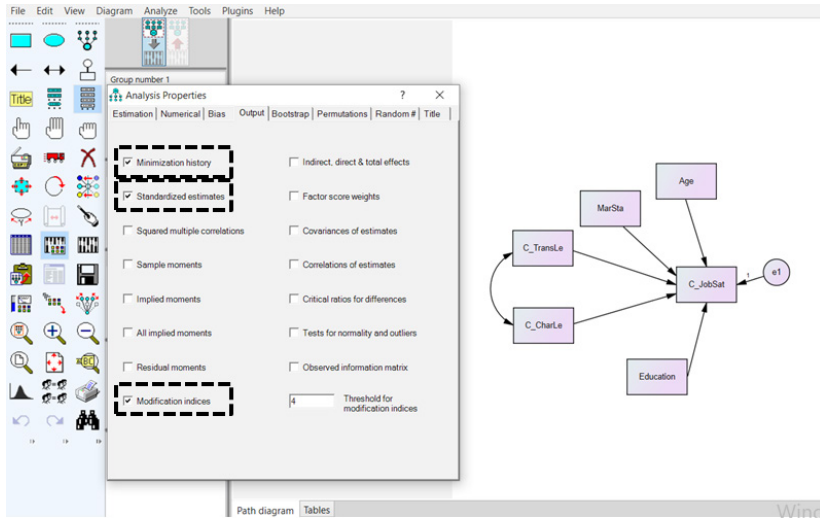 File Edit View Diagram Analyze Tools Plugins Help
Title
Group number 1
Analysis Properties ? ×
Estimation Numerical Bias Output Bootstrap Permutations Random # Title
Minimization history
Indirect, direct & total effects
Standardized estimates
Factor score weights
Squared multiple correlations
Covariances of estimates
Sample moments
Correlations of estimates
Implied moments
Critical ratios for differences
All implied moments
Tests for normality and outliers
Residual moments
Observed information matrix
Modification indices
4
Threshold for
modification indices
Age
MarSta
C_TransLe
C_JobSat
1
e1
C_CharLe
Education
Path diagram Tables
Wind